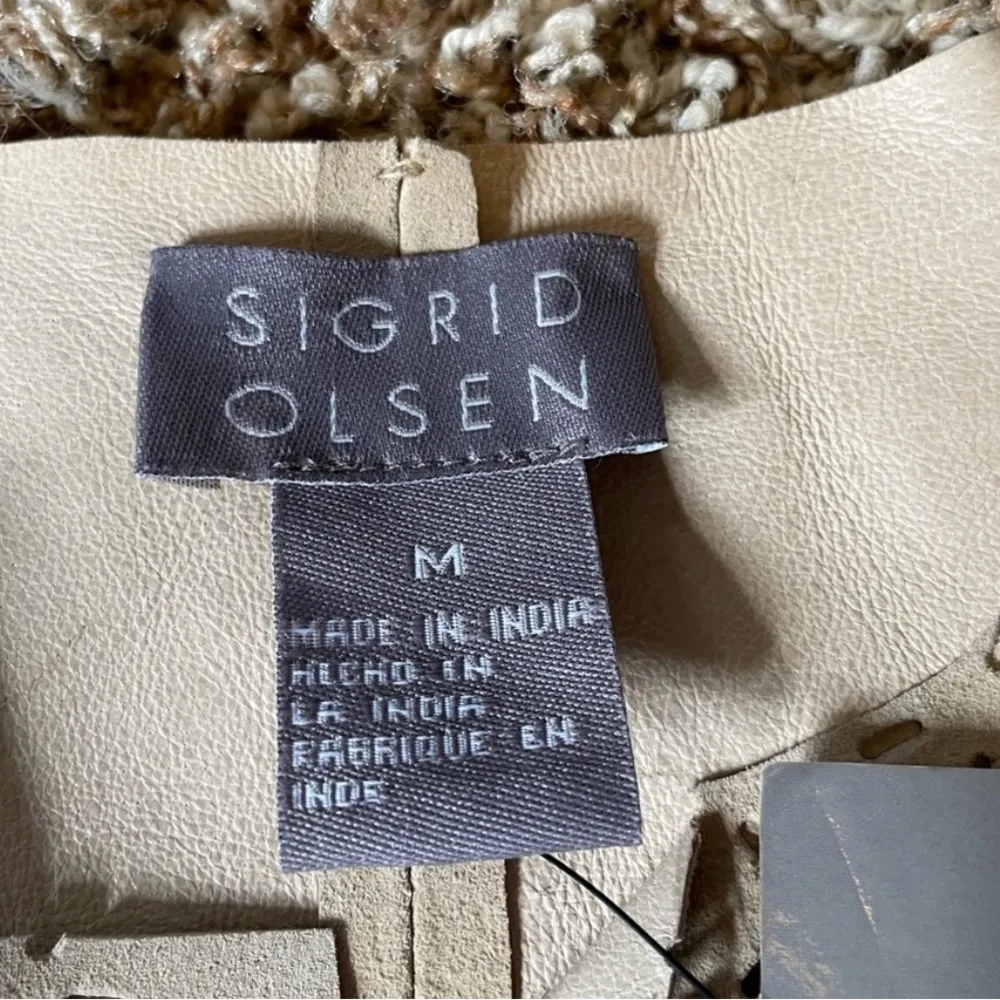 SIGRID
OLSEN
M
MADE IN INDIA
HECHO EN
LA INDIA
FABRIQUE EN
INDE